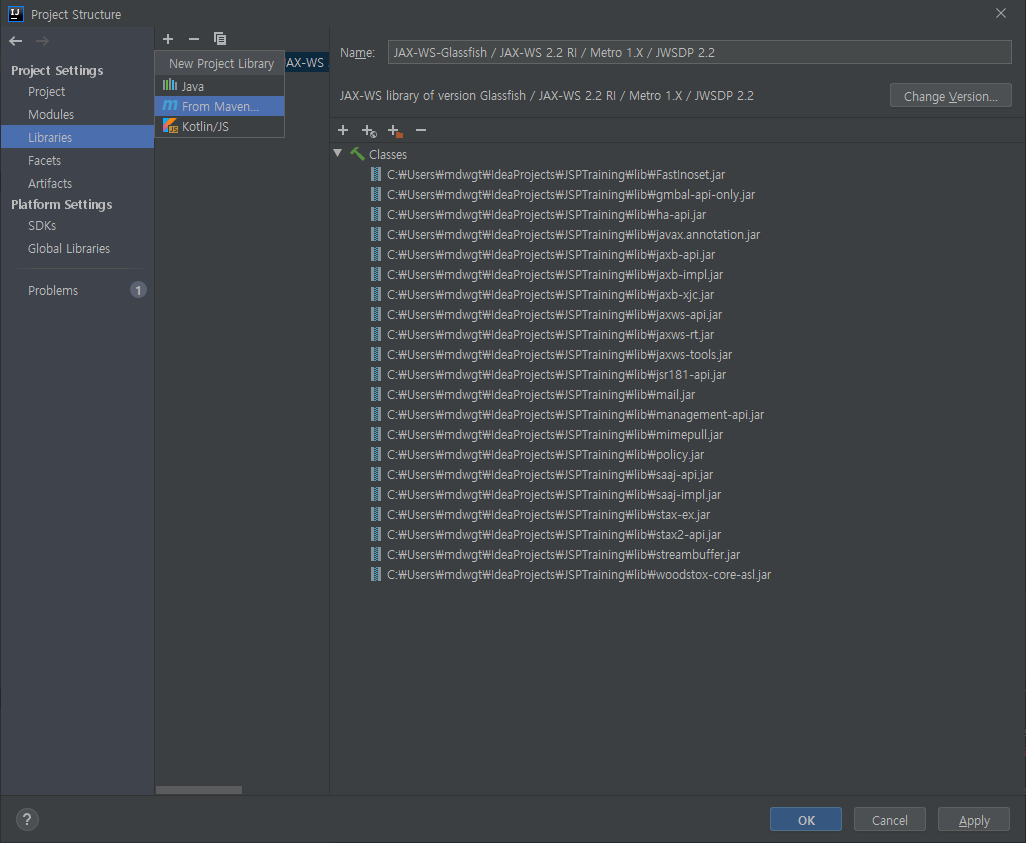 IJ
Project Structure
Project Settings
Project
Modules
Libraries
Facets
Artifacts
Platform Settings
SDKs
Global Libraries
Problems
1
New Project Library
Java
From Maven...
Kotlin/JS
AX-WS
Name:
JAX-WS-Glassfish / JAX-WS 2.2 RI / Metro 1.X / JWSDP 2.2
JAX-WS library of version Glassfish / JAX-WS 2.2 RI / Metro 1.X / JWSDP 2.2
Change Version...
Classes
C:₩Users₩mdwgt₩IdeaProjects₩JSPTraining₩lib₩FastInoset.jar
C:₩Users₩mdwgt₩IdeaProjects₩JSPTraining₩lib₩gmbal-api-only.jar
C:₩Users₩mdwgt₩IdeaProjects₩JSPTraining₩lib₩ha-api.jar
C:₩Users₩mdwgt₩IdeaProjects₩JSPTraining₩lib₩javax.annotation.jar
C:₩Users₩mdwgt₩IdeaProjects₩JSPTraining₩lib₩jaxb-api.jar
C:₩Users₩mdwgt₩IdeaProjects₩JSPTraining₩lib₩jaxb-impl.jar
C:₩Users₩mdwgt₩IdeaProjects₩JSPTraining₩lib₩jaxb-xjc.jar
C:₩Users₩mdwgt₩IdeaProjects₩JSPTraining₩lib₩jaxws-api.jar
C:₩Users₩mdwgt₩IdeaProjects₩JSPTraining₩lib₩jaxws-rt.jar
C:₩Users₩mdwgt₩IdeaProjects₩JSPTraining₩lib₩jaxws-tools.jar
C:₩Users₩mdwgt₩IdeaProjects₩JSPTraining₩lib₩jsr181-api.jar
C:₩Users₩mdwgt₩IdeaProjects₩JSPTraining₩lib₩mail.jar
C:₩Users₩mdwgt₩IdeaProjects₩JSPTraining₩lib₩management-api.jar
C:₩Users₩mdwgt₩IdeaProjects₩JSPTraining₩lib₩mimepull.jar
C:₩Users₩mdwgt₩IdeaProjects₩JSPTraining₩lib₩policy.jar
C:₩Users₩mdwgt₩IdeaProjects₩JSPTraining₩lib₩saaj-api.jar
C:₩Users₩mdwgt₩IdeaProjects₩JSPTraining₩lib₩saaj-impl.jar
C:₩Users₩mdwgt₩IdeaProjects₩JSPTraining₩lib₩stax-ex.jar
C:₩Users₩mdwgt₩IdeaProjects₩JSPTraining₩lib₩stax2-api.jar
C:₩Users₩mdwgt₩IdeaProjects₩JSPTraining₩lib₩streambuffer.jar
C:₩Users₩mdwgt₩IdeaProjects₩JSPTraining₩lib₩woodstox-core-asl.jar
?
OK
Cancel
Apply